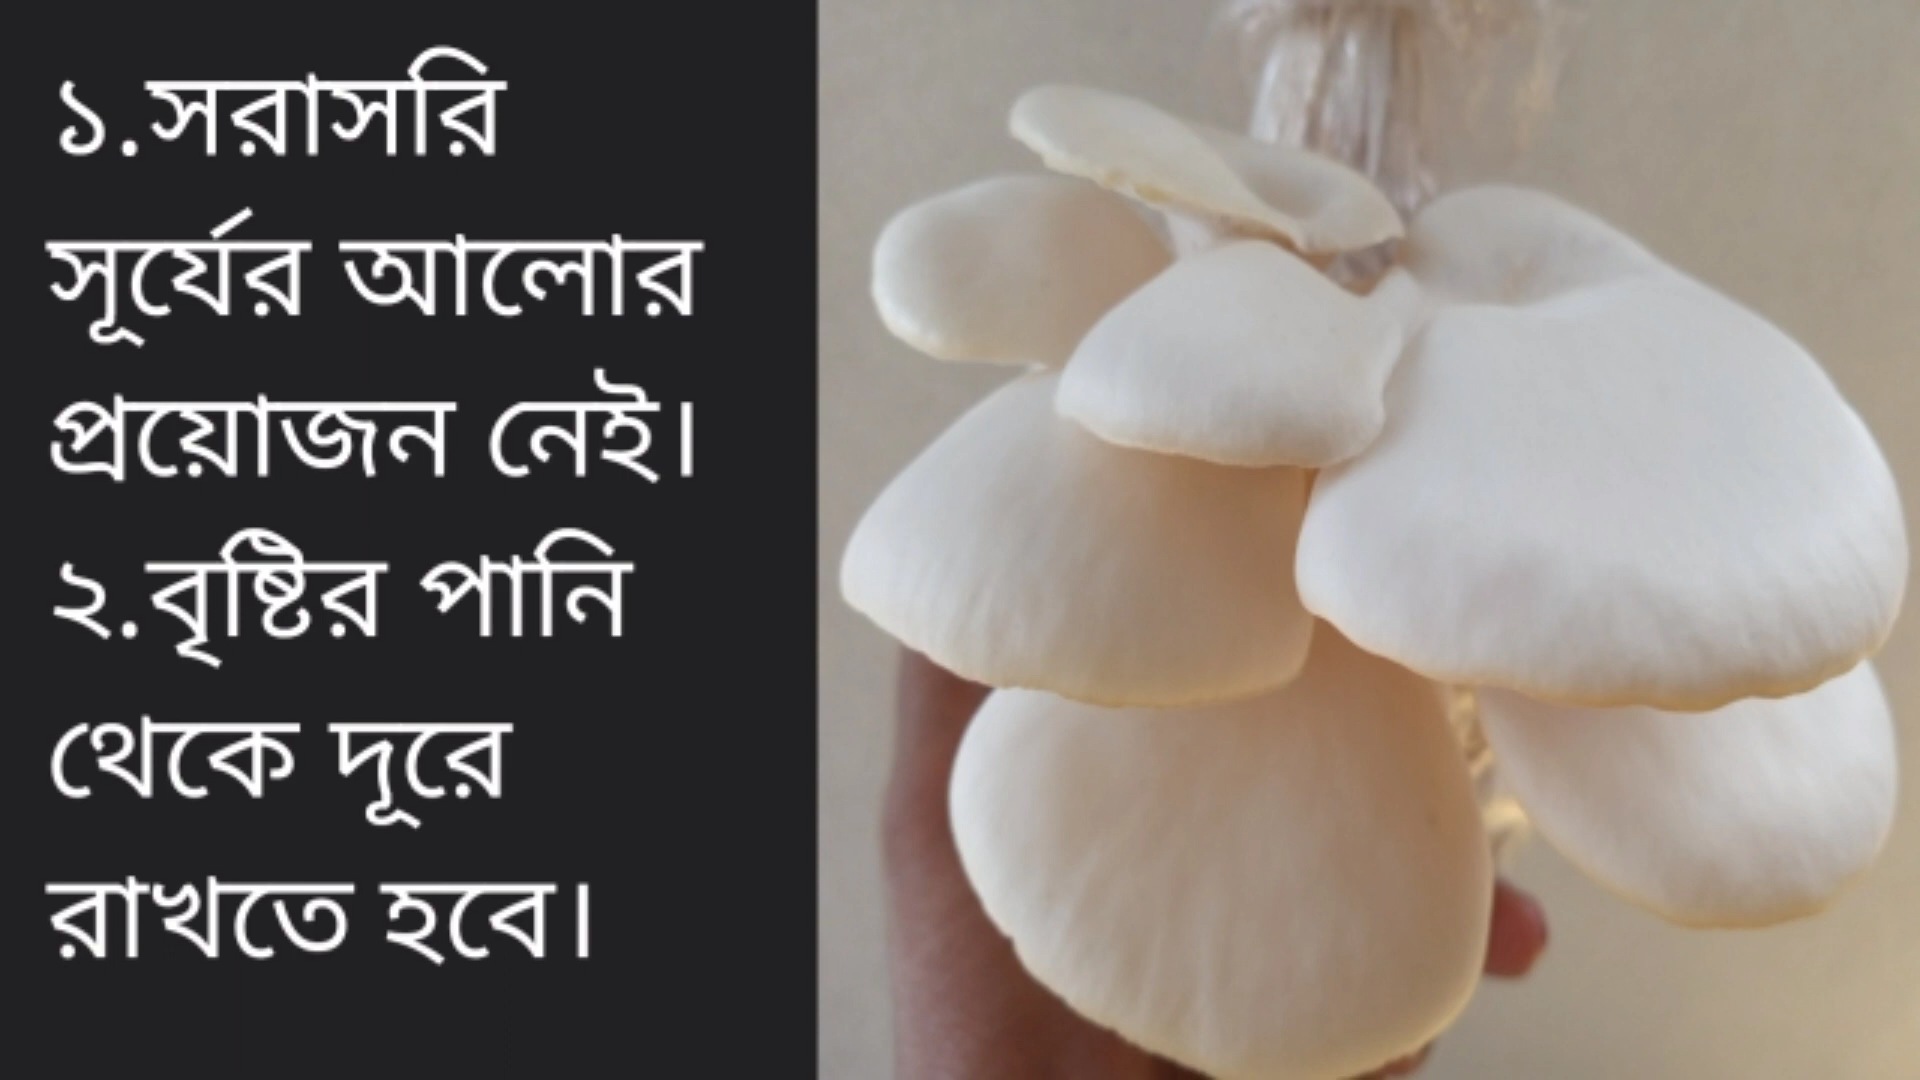 ১.সরাসরি
সূর্যের আলোর
প্রয়োজন নেই।
২.বৃষ্টির পানি
থেকে দূরে
রাখতে হবে।